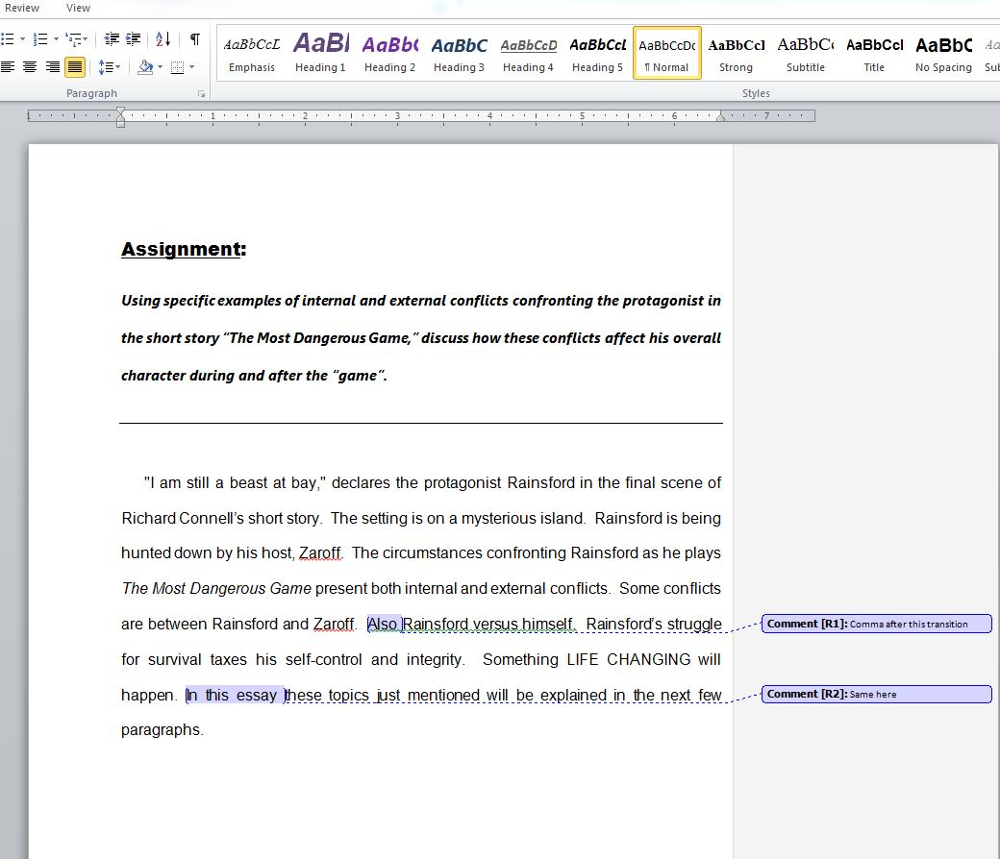 Review View
Paragraph
AaBbCcL AaBl AaBb( AaBbC AaBbCcD AaBbCcL AaBbCcDc AaBbCcI AaBbC( AaBbCcI AaBbC
Emphasis Heading 1 Heading 2 Heading 3 Heading 4 Heading 5 ¶ Normal Strong Subtitle Title No Spacing Sub
Styles
1 1 2 3 4 5 6 7
Assignment:
Using specific examples of internal and external conflicts confronting the protagonist in
the short story “The Most Dangerous Game,” discuss how these conflicts affect his overall
character during and after the “game”.
"I am still a beast at bay," declares the protagonist Rainsford in the final scene of
Richard Connell’s short story. The setting is on a mysterious island. Rainsford is being
hunted down by his host, Zaroff. The circumstances confronting Rainsford as he plays
The Most Dangerous Game present both internal and external conflicts. Some conflicts
are between Rainsford and Zaroff. Also Rainsford versus himself. Rainsford’s struggle
Comment [R1]: Comma after this transition
for survival taxes his self-control and integrity. Something LIFE CHANGING will
happen. In this essay these topics just mentioned will be explained in the next few
Comment [R2]: Same here
paragraphs.